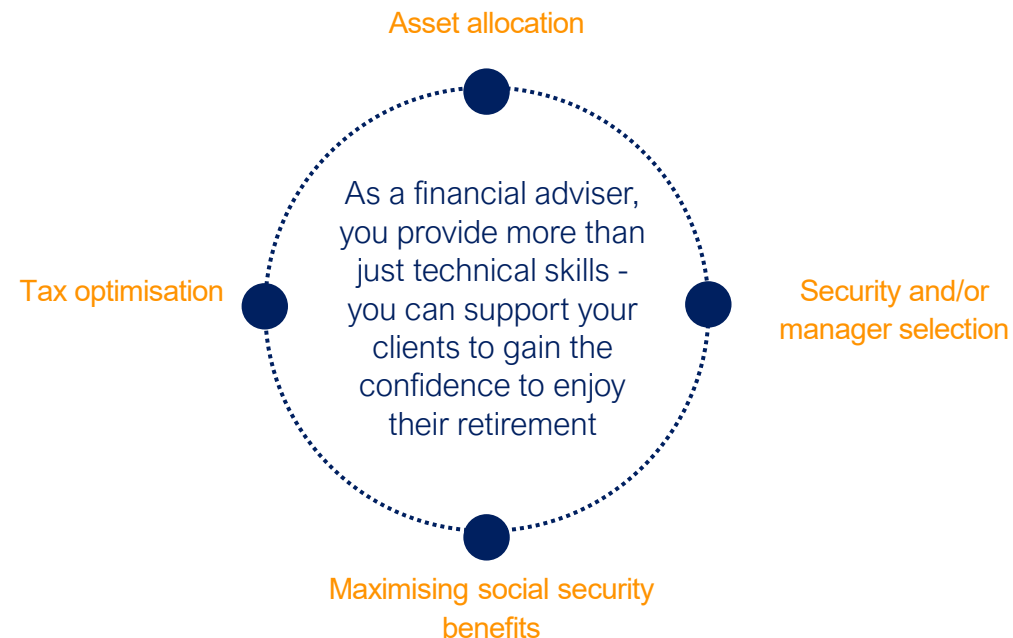 Asset allocation
As a financial adviser,
you provide more than
just technical skills -
you can support your
clients to gain the
confidence to enjoy
their retirement
Tax optimisation
Security and/or
manager selection
Maximising social security
benefits